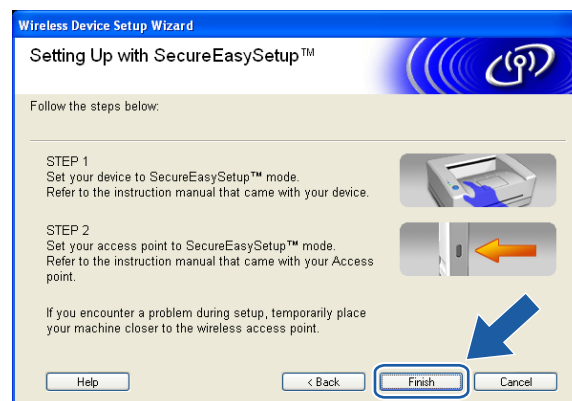 Wireless Device Setup Wizard
Setting Up with SecureEasySetup™
Follow the steps below:
STEP 1
Set your device to SecureEasySetup™ mode.
Refer to the instruction manual that came with your device.
STEP 2
Set your access point to SecureEasySetup™ mode.
Refer to the instruction manual that came with your Access
point.
If you encounter a problem during setup, temporarily place
your machine closer to the wireless access point.
Help
< Back
Finish
Cancel